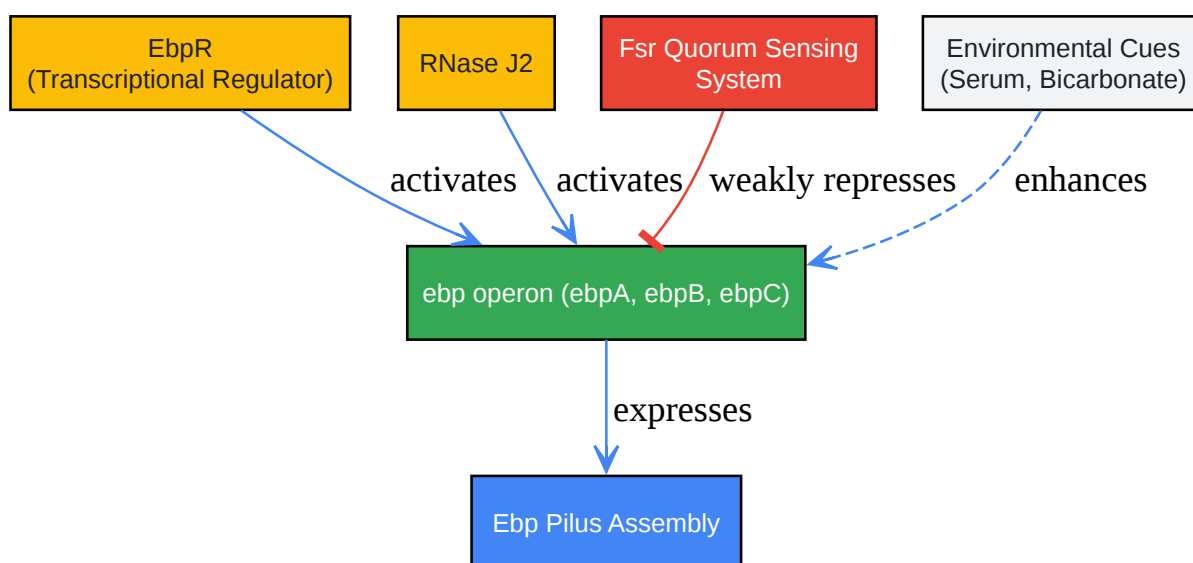 EbpR
(Transcriptional Regulator)
RNase J2
Fsr Quorum Sensing
System
Environmental Cues
(Serum, Bicarbonate)
activates
activates
weakly represses
enhances
ebp operon (ebpA, ebpB, ebpC)
expresses
Ebp Pilus Assembly